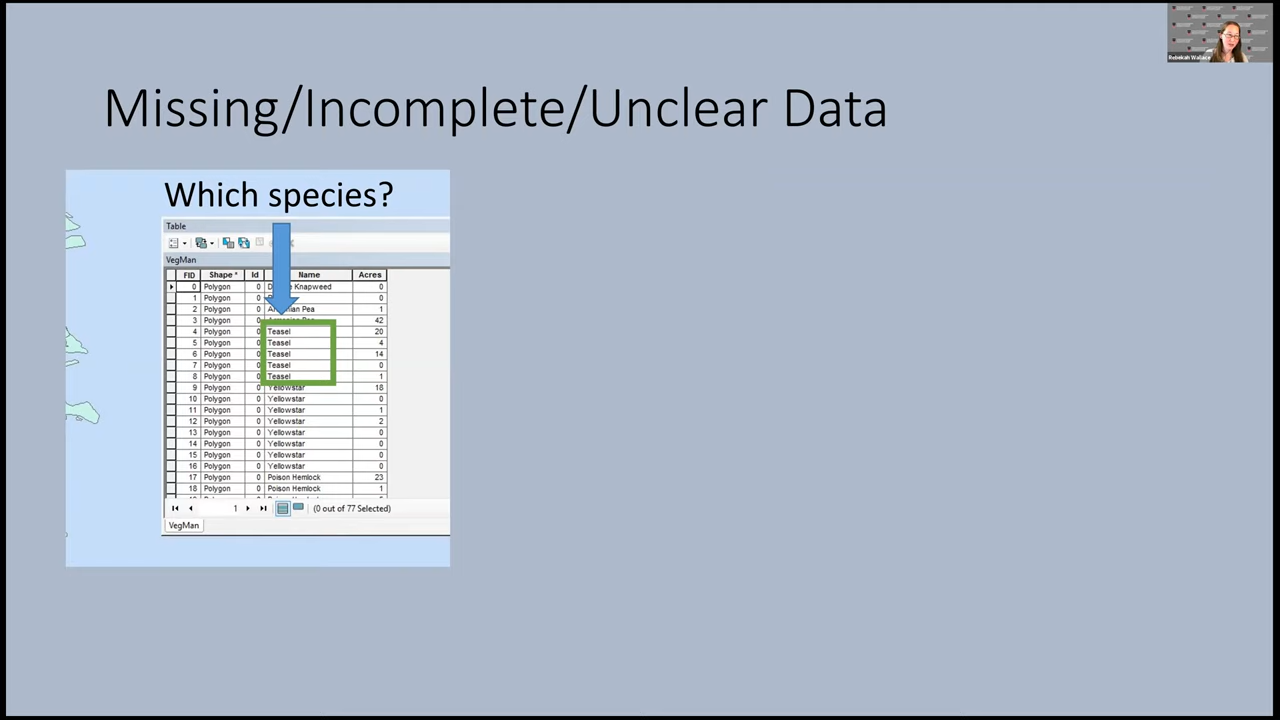 Rebekah Wallace
Missing/Incomplete/Unclear Data
Which species?
Table
VegMan
FID Shape * Id Name Acres
0 Polygon 0 Knapweed 0
1 Polygon 0 0
2 Polygon 0 Pea 1
3 Polygon 0 42
4 Polygon 0 Teasel 20
5 Polygon 0 Teasel 4
6 Polygon 0 Teasel 14
7 Polygon 0 Teasel 0
8 Polygon 0 Teasel 1
9 Polygon 0 Yellowstar 18
10 Polygon 0 Yellowstar 0
11 Polygon 0 Yellowstar 1
12 Polygon 0 Yellowstar 2
13 Polygon 0 Yellowstar 0
14 Polygon 0 Yellowstar 0
15 Polygon 0 Yellowstar 0
16 Polygon 0 Yellowstar 0
17 Polygon 0 Poison Hemlock 23
18 Polygon 0 Poison Hemlock 1
1 (0 out of 77 Selected)
VegMan